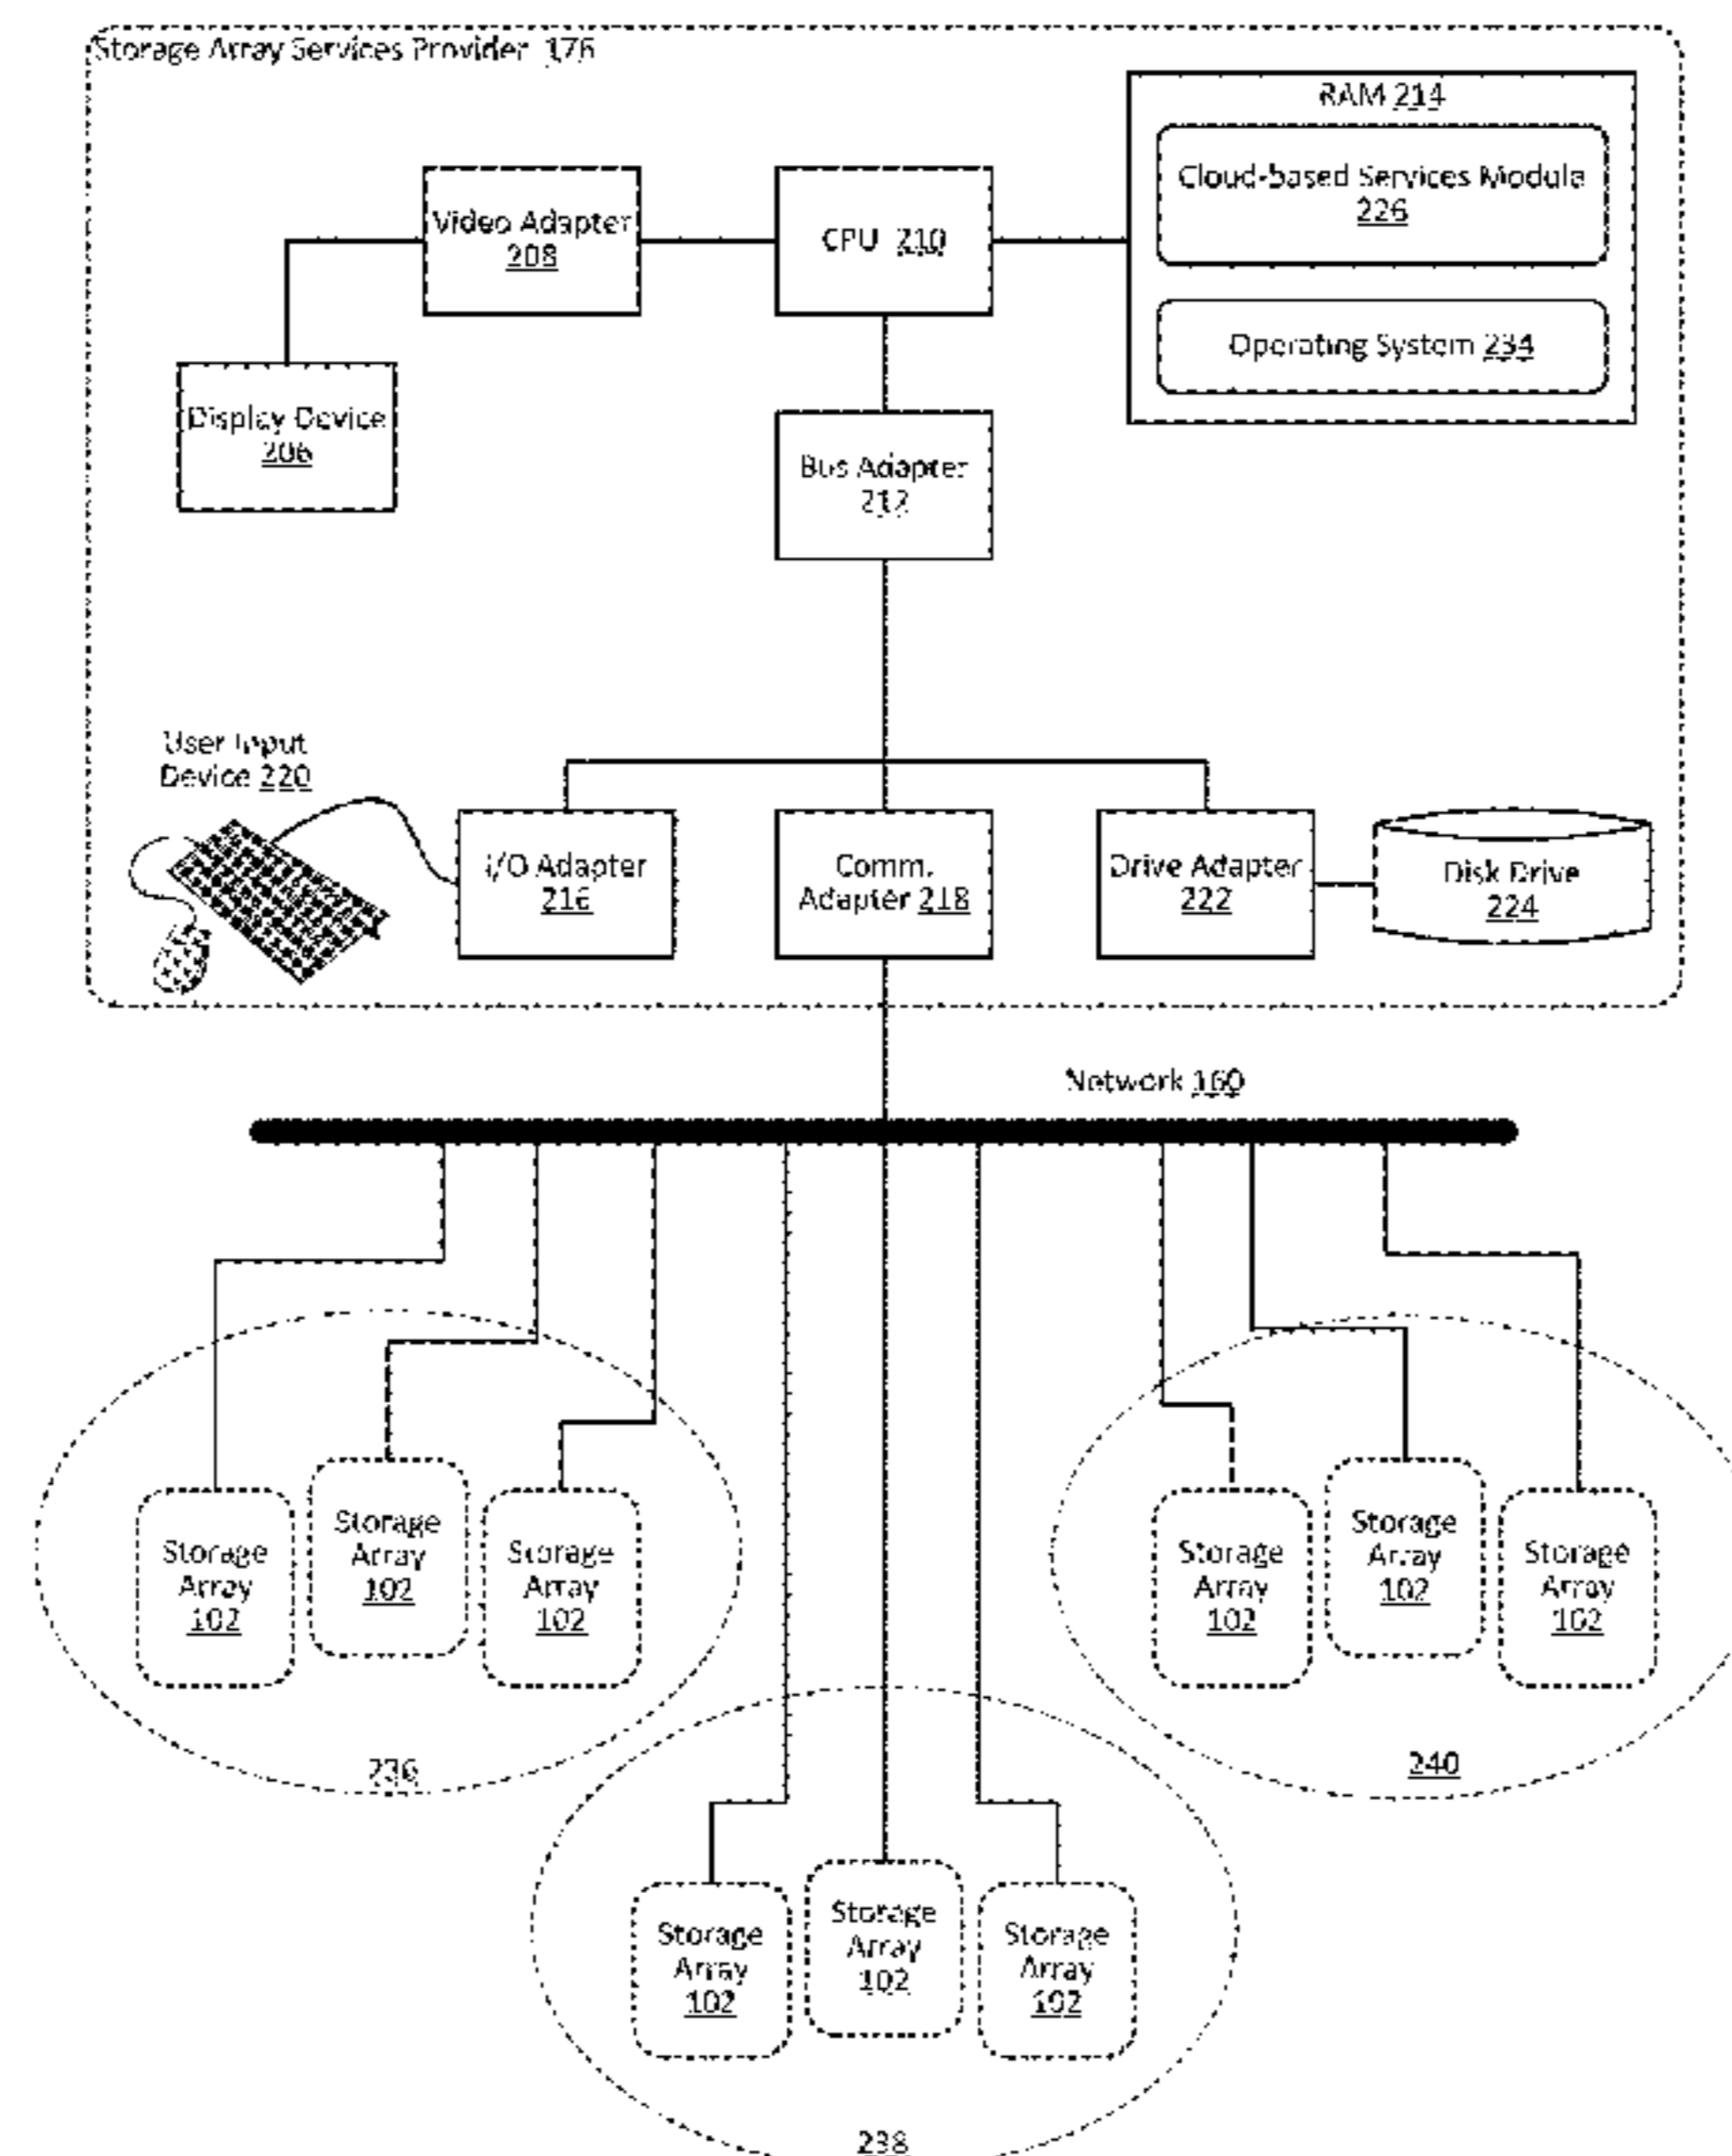 Storage Array Services Provider 176
RAM 214
Cloud-based Services Module
226
Operating System 234
Video Adapter
208
CPU 210
Display Device
206
Bus Adapter
212
User Input
Device 220
I/O Adapter
216
Comm.
Adapter 218
Drive Adapter
222
Disk Drive
224
Network 160
Storage
Array
102
Storage
Array
102
Storage
Array
102
236
Storage
Array
102
Storage
Array
102
Storage
Array
102
240
Storage
Array
102
Storage
Array
102
Storage
Array
102
238